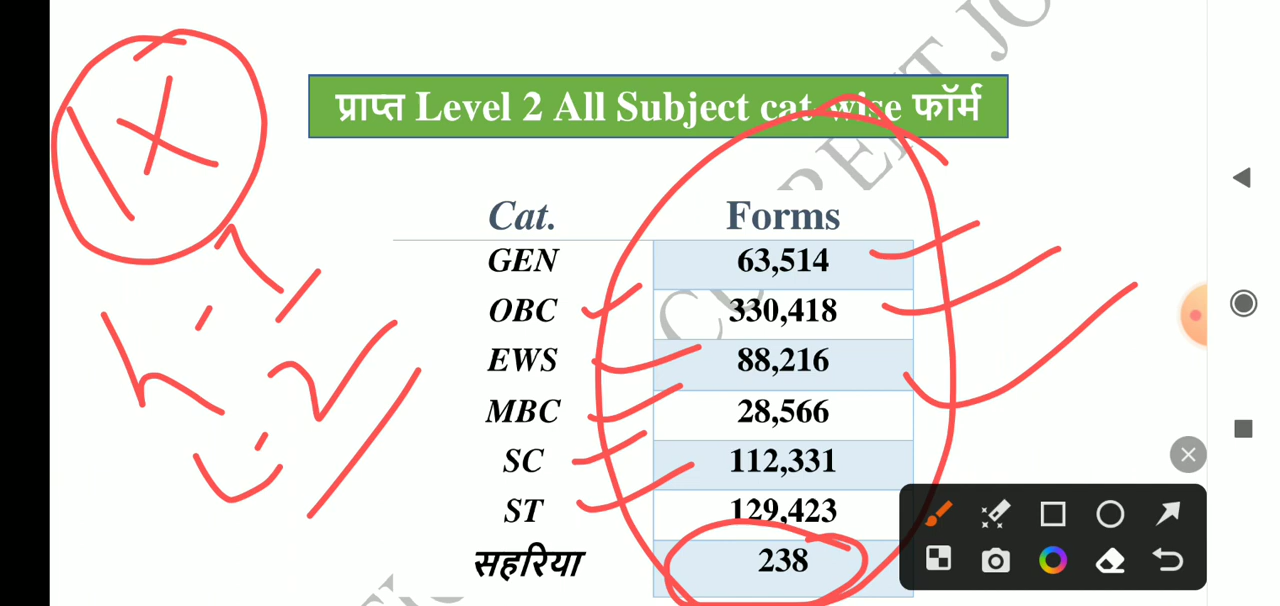 प्राप्त Level 2 All Subject cat-wise फॉर्म
Cat. Forms
GEN 63,514
OBC 330,418
EWS 88,216
MBC 28,566
SC 112,331
ST 129,423
सहरिया 238